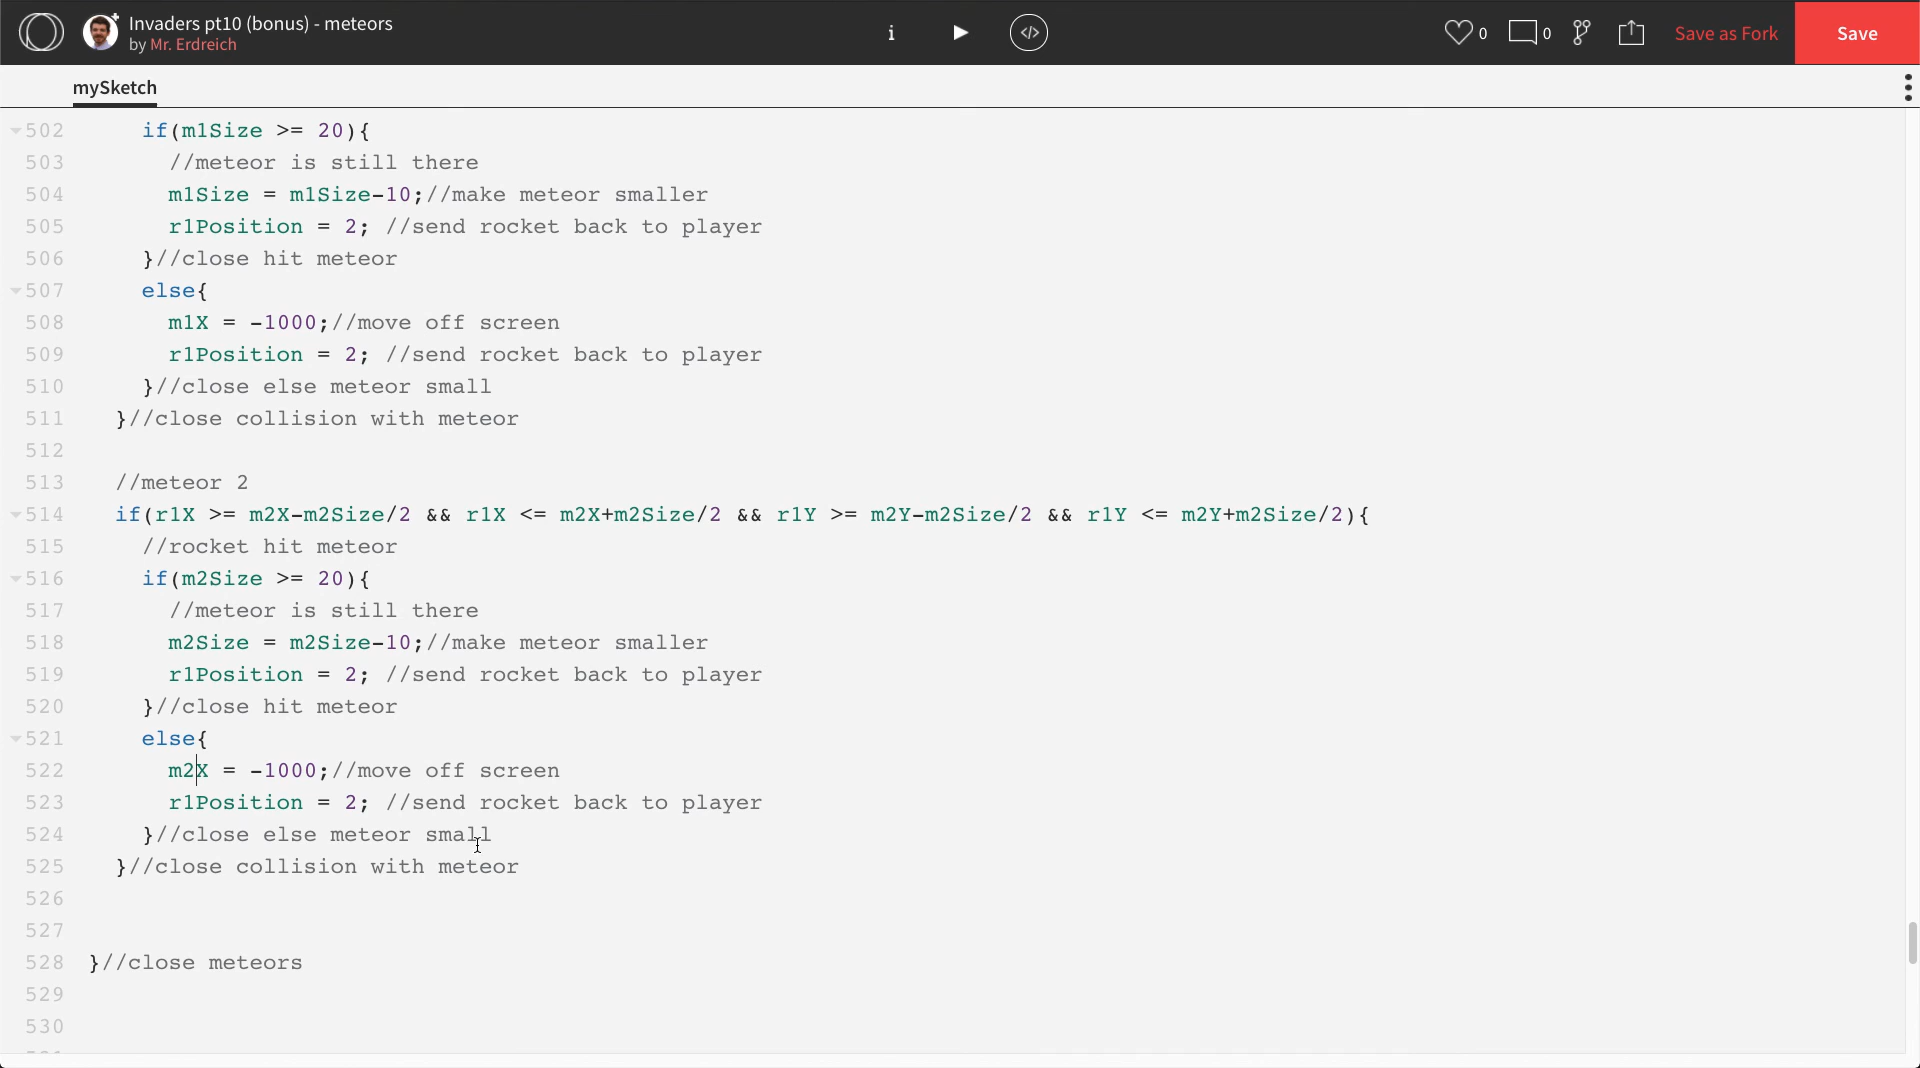 Invaders pt10 (bonus) - meteors
by Mr. Erdreich
i
</>
0
0
Save as Fork
Save
mySketch
502 if(m1Size >= 20){
503 //meteor is still there
504 m1Size = m1Size-10;//make meteor smaller
505 r1Position = 2; //send rocket back to player
506 }//close hit meteor
507 else{
508 m1X = -1000;//move off screen
509 r1Position = 2; //send rocket back to player
510 }//close else meteor small
511 }//close collision with meteor
512
513 //meteor 2
514 if(r1X >= m2X-m2Size/2 && r1X <= m2X+m2Size/2 && r1Y >= m2Y-m2Size/2 && r1Y <= m2Y+m2Size/2){
515 //rocket hit meteor
516 if(m2Size >= 20){
517 //meteor is still there
518 m2Size = m2Size-10;//make meteor smaller
519 r1Position = 2; //send rocket back to player
520 }//close hit meteor
521 else{
522 m2X = -1000;//move off screen
523 r1Position = 2; //send rocket back to player
524 }//close else meteor small
525 }//close collision with meteor
526
527
528 }//close meteors
529
530